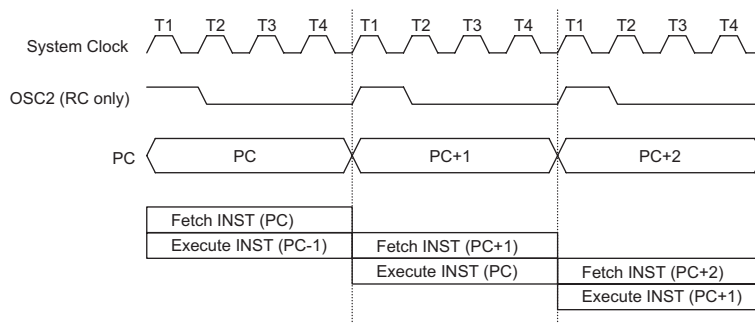 T1 T2 T3 T4 T1 T2 T3 T4 T1 T2 T3 T4
System Clock
OSC2 (RC only)
PC PC PC+1 PC+2
Fetch INST (PC)
Execute INST (PC-1) Fetch INST (PC+1)
Execute INST (PC) Fetch INST (PC+2)
Execute INST (PC+1)